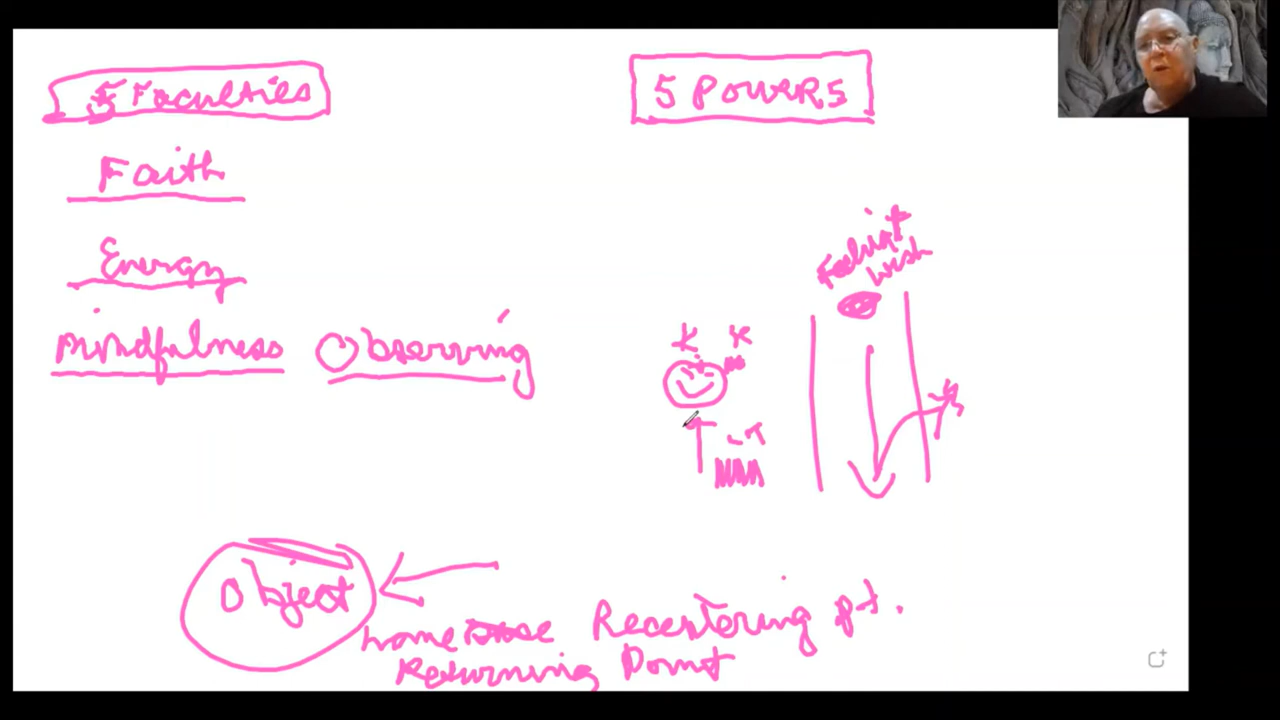 5 Faculties
5 POWERS
Faith
Energy
Mindfulness Observing
Feeling +
wish
K K
Object
home base Recentering pt.
Returning Point